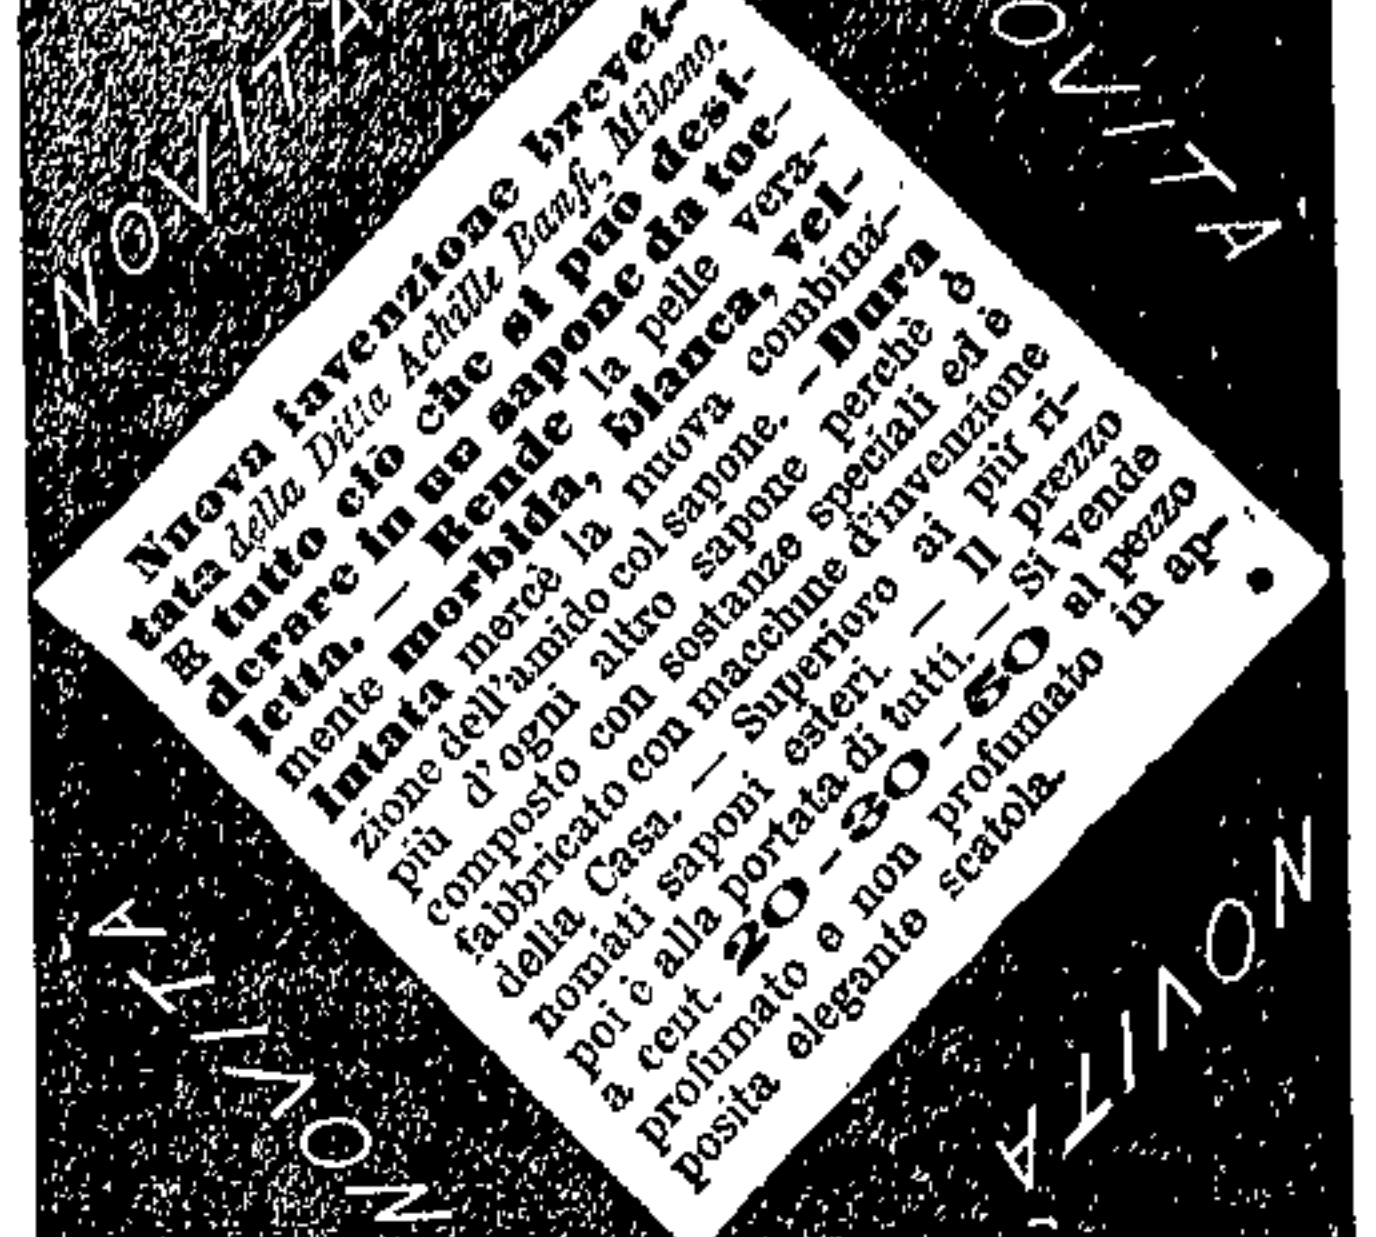 NOVITÀ
OVITÀ
Nuova invenzione brevet-
tata della Ditta Achille Banfi, Milano.
È tutto ciò che si può desi-
derare in un sapone da toe-
letta. — Rende la pelle vera-
mente morbida, bianca, vel-
lutata mercè la nuova combina-
zione dell'amido col sapone. — Dura
più d'ogni altro sapone perchè è
composto con sostanze speciali ed è
fabbricato con macchine d'invenzione
della Casa. — Superiore ai più ri-
nomati saponi esteri. — Il prezzo
poi è alla portata di tutti. — Si vende
a cent. 20-30-50 al pezzo
profumato e non profumato in ap-
posita elegante scatola.
NOVITÀ
NOVITÀ